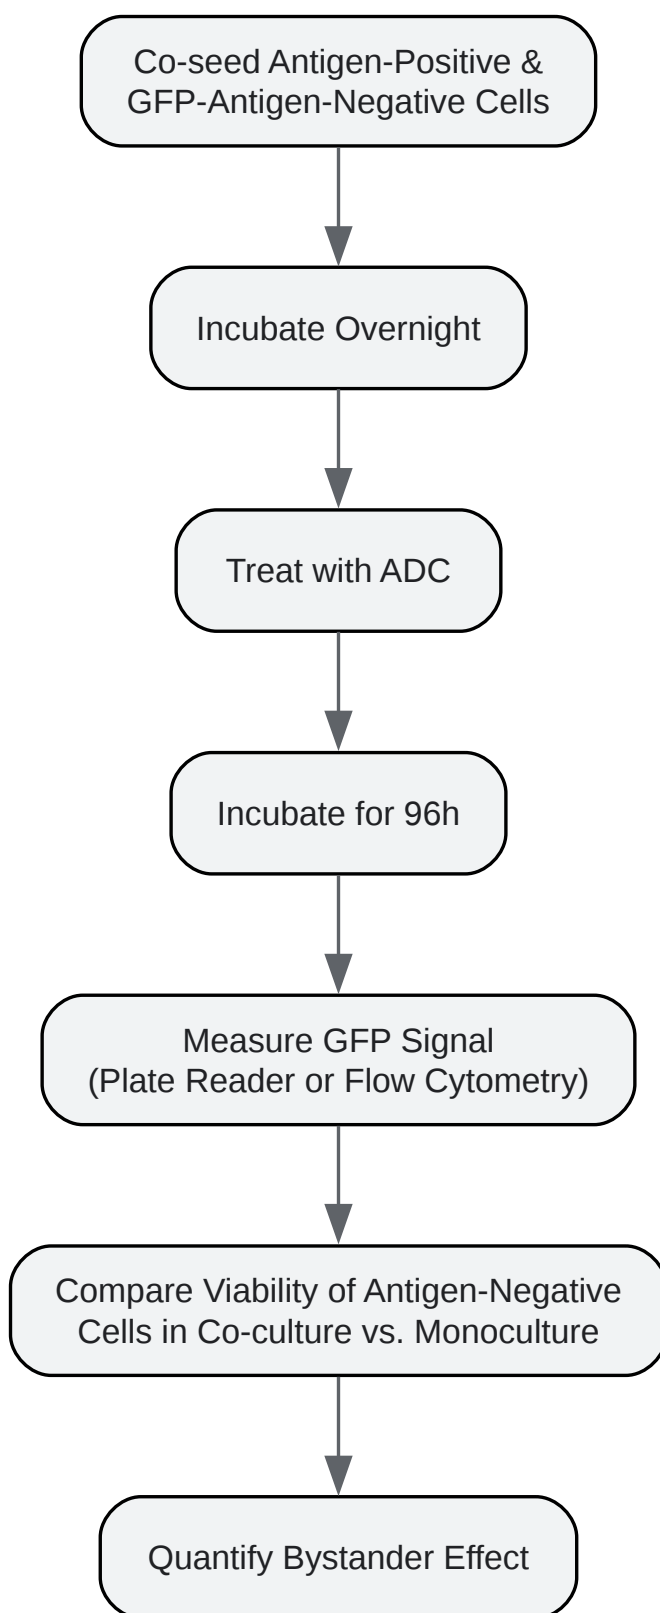 Co-seed Antigen-Positive &
GFP-Antigen-Negative Cells
Incubate Overnight
Treat with ADC
Incubate for 96h
Measure GFP Signal
(Plate Reader or Flow Cytometry)
Compare Viability of Antigen-Negative
Cells in Co-culture vs. Monoculture
Quantify Bystander Effect